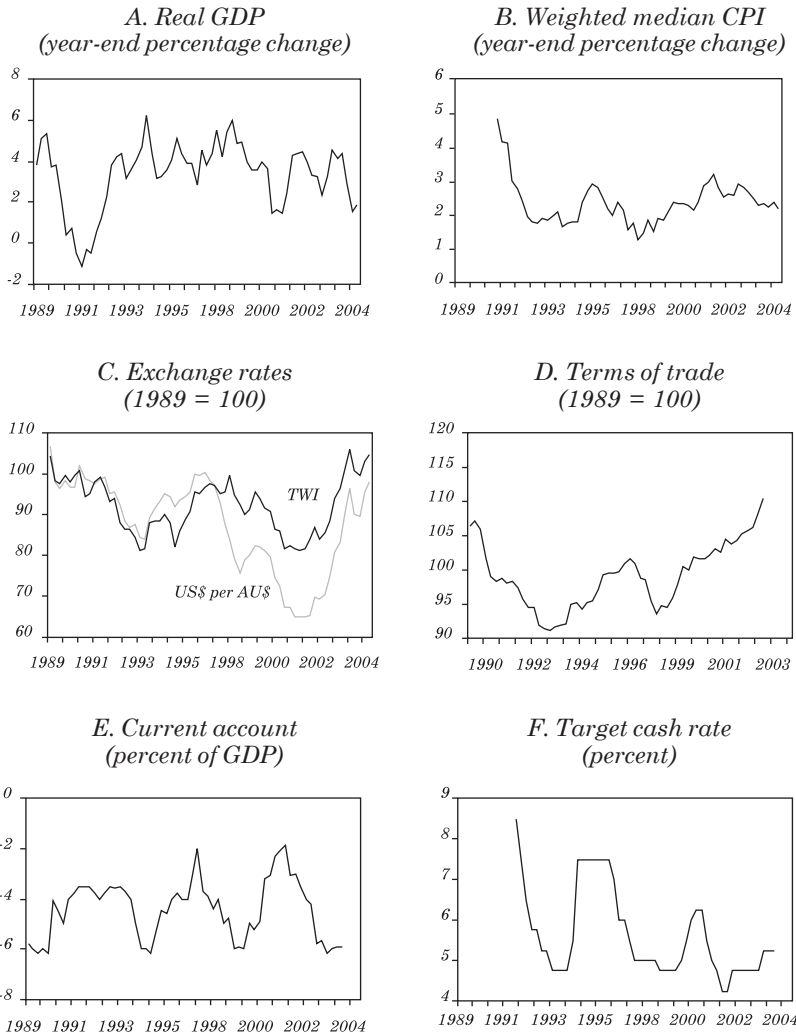 A. Real GDP
(year-end percentage change)
8
6
4
2
0
-2
1989 1991 1993 1995 1996 1998 2000 2002 2004
B. Weighted median CPI
(year-end percentage change)
6
5
4
3
2
1
0
1989 1991 1993 1995 1996 1998 2000 2002 2004
C. Exchange rates
(1989 = 100)
110
100
90
80
70
60
TWI
US$ per AU$
1989 1991 1993 1995 1998 2000 2002 2004
D. Terms of trade
(1989 = 100)
120
115
110
105
100
95
90
1990 1992 1994 1996 1999 2001 2003
E. Current account
(percent of GDP)
0
-2
-4
-6
-8
1989 1991 1993 1995 1998 2000 2002 2004
F. Target cash rate
(percent)
9
8
7
6
5
4
1989 1991 1993 1995 1998 2000 2002 2004